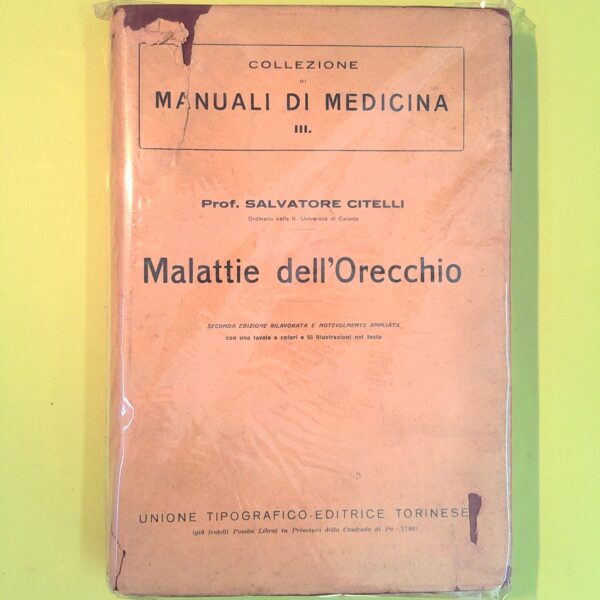 COLLEZIONE
DI
MANUALI DI MEDICINA
III.
Prof. SALVATORE CITELLI
Ordinario nella R. Università di Catania
Malattie dell'Orecchio
SECONDA EDIZIONE RILAVORATA E NOTEVOLMENTE AMPLIATA
con una tavola a colori e 55 illustrazioni nel testo
UNIONE TIPOGRAFICO-EDITRICE TORINESE
(già fratelli Pomba Librai in Principio della Contrada di Po - 1796)